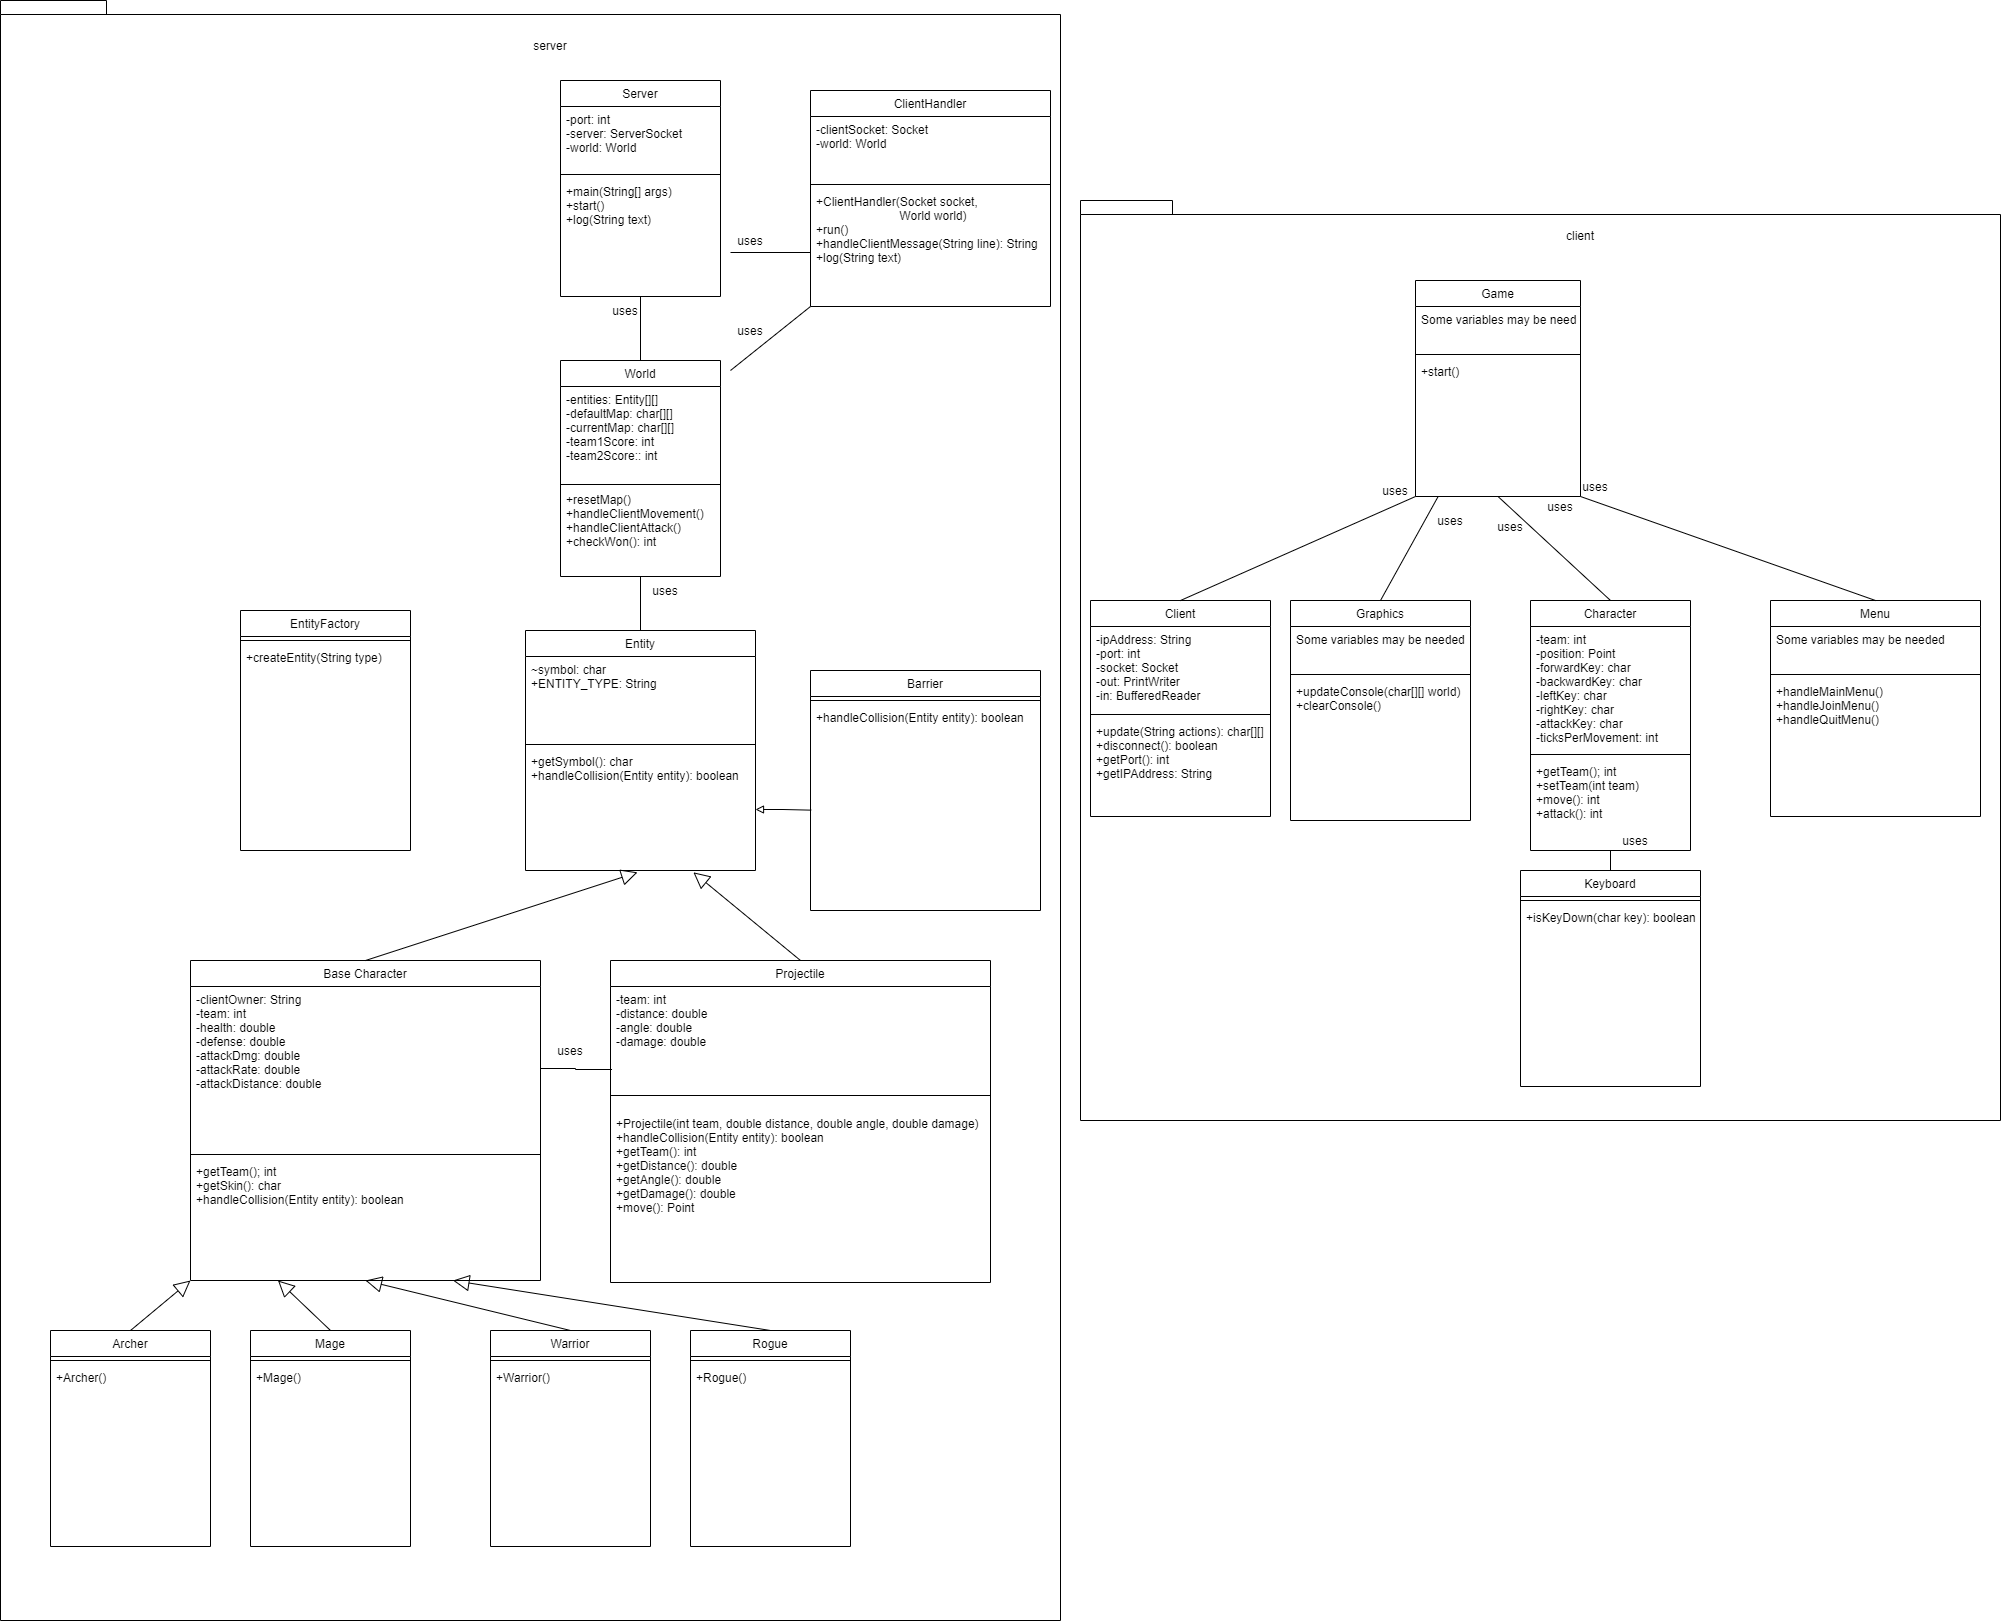 server
Server
-port: int
-server: ServerSocket
-world: World
+main(String[] args)
+start()
+log(String text)
uses
ClientHandler
-clientSocket: Socket
-world: World
+ClientHandler(Socket socket,
World world)
+run()
+handleClientMessage(String line): String
+log(String text)
uses
uses
World
-entities: Entity[][]
-defaultMap: char[][]
-currentMap: char[][]
-team1Score: int
-team2Score:: int
+resetMap()
+handleClientMovement()
+handleClientAttack()
+checkWon(): int
uses
EntityFactory
+createEntity(String type)
Entity
~symbol: char
+ENTITY_TYPE: String
+getSymbol(): char
+handleCollision(Entity entity): boolean
Barrier
+handleCollision(Entity entity): boolean
Base Character
-clientOwner: String
-team: int
-health: double
-defense: double
-attackDmg: double
-attackRate: double
-attackDistance: double
+getTeam(); int
+getSkin(): char
+handleCollision(Entity entity): boolean
uses
Projectile
-team: int
-distance: double
-angle: double
-damage: double
+Projectile(int team, double distance, double angle, double damage)
+handleCollision(Entity entity): boolean
+getTeam(): int
+getDistance(): double
+getAngle(): double
+getDamage(): double
+move(): Point
Archer
+Archer()
Mage
+Mage()
Warrior
+Warrior()
Rogue
+Rogue()
client
Game
Some variables may be need
+start()
uses
uses
uses
uses
uses
Client
-ipAddress: String
-port: int
-socket: Socket
-out: PrintWriter
-in: BufferedReader
+update(String actions): char[][]
+disconnect(): boolean
+getPort(): int
+getIPAddress: String
Graphics
Some variables may be needed
+updateConsole(char[][] world)
+clearConsole()
Character
-team: int
-position: Point
-forwardKey: char
-backwardKey: char
-leftKey: char
-rightKey: char
-attackKey: char
-ticksPerMovement: int
+getTeam(); int
+setTeam(int team)
+move(): int
+attack(): int
uses
Menu
Some variables may be needed
+handleMainMenu()
+handleJoinMenu()
+handleQuitMenu()
Keyboard
+isKeyDown(char key): boolean